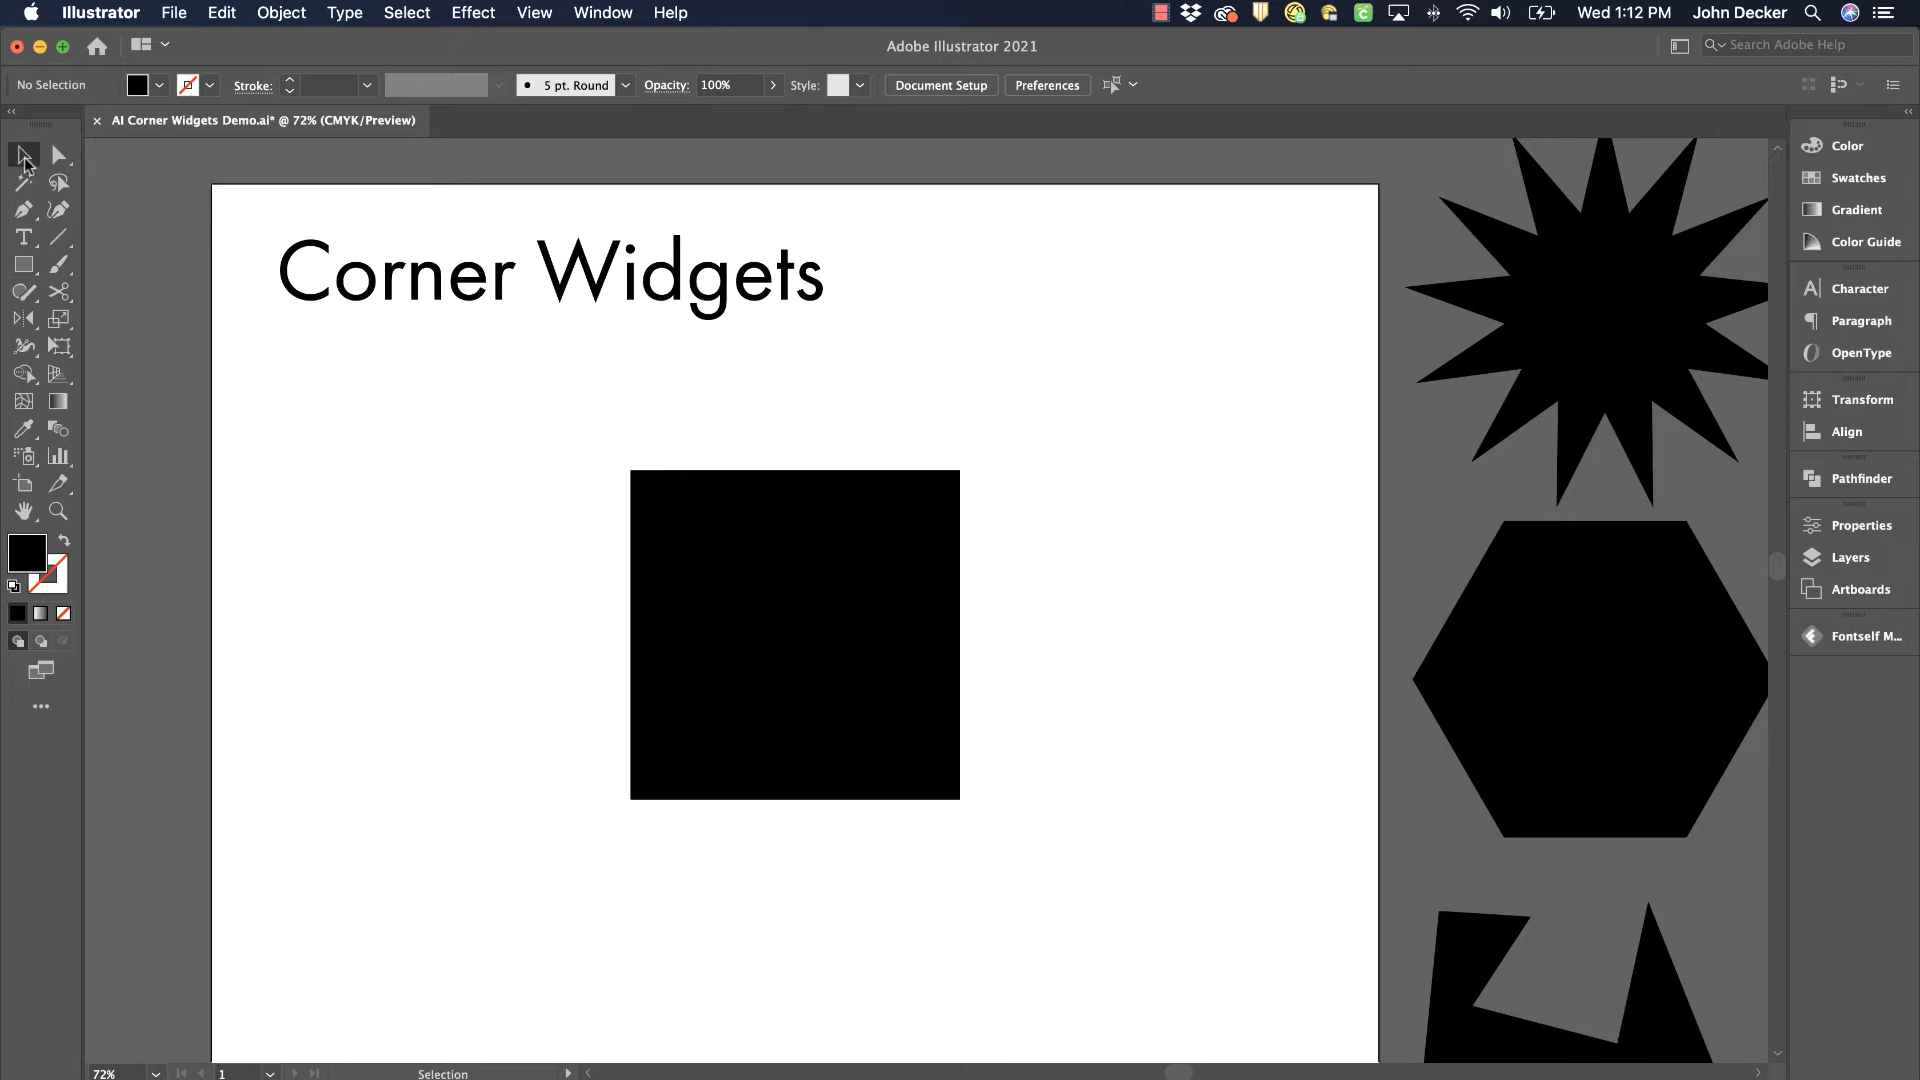 Illustrator File Edit Object Type Select Effect View Window Help
Wed 1:12 PM John Decker
Adobe Illustrator 2021
Search Adobe Help
No Selection
Stroke:
5 pt. Round
Opacity: 100%
Style:
Document Setup
Preferences
× AI Corner Widgets Demo.ai* @ 72% (CMYK/Preview)
Corner Widgets
Color
Swatches
Gradient
Color Guide
Character
Paragraph
OpenType
Transform
Align
Pathfinder
Properties
Layers
Artboards
Fontself M...
72%
1
Selection